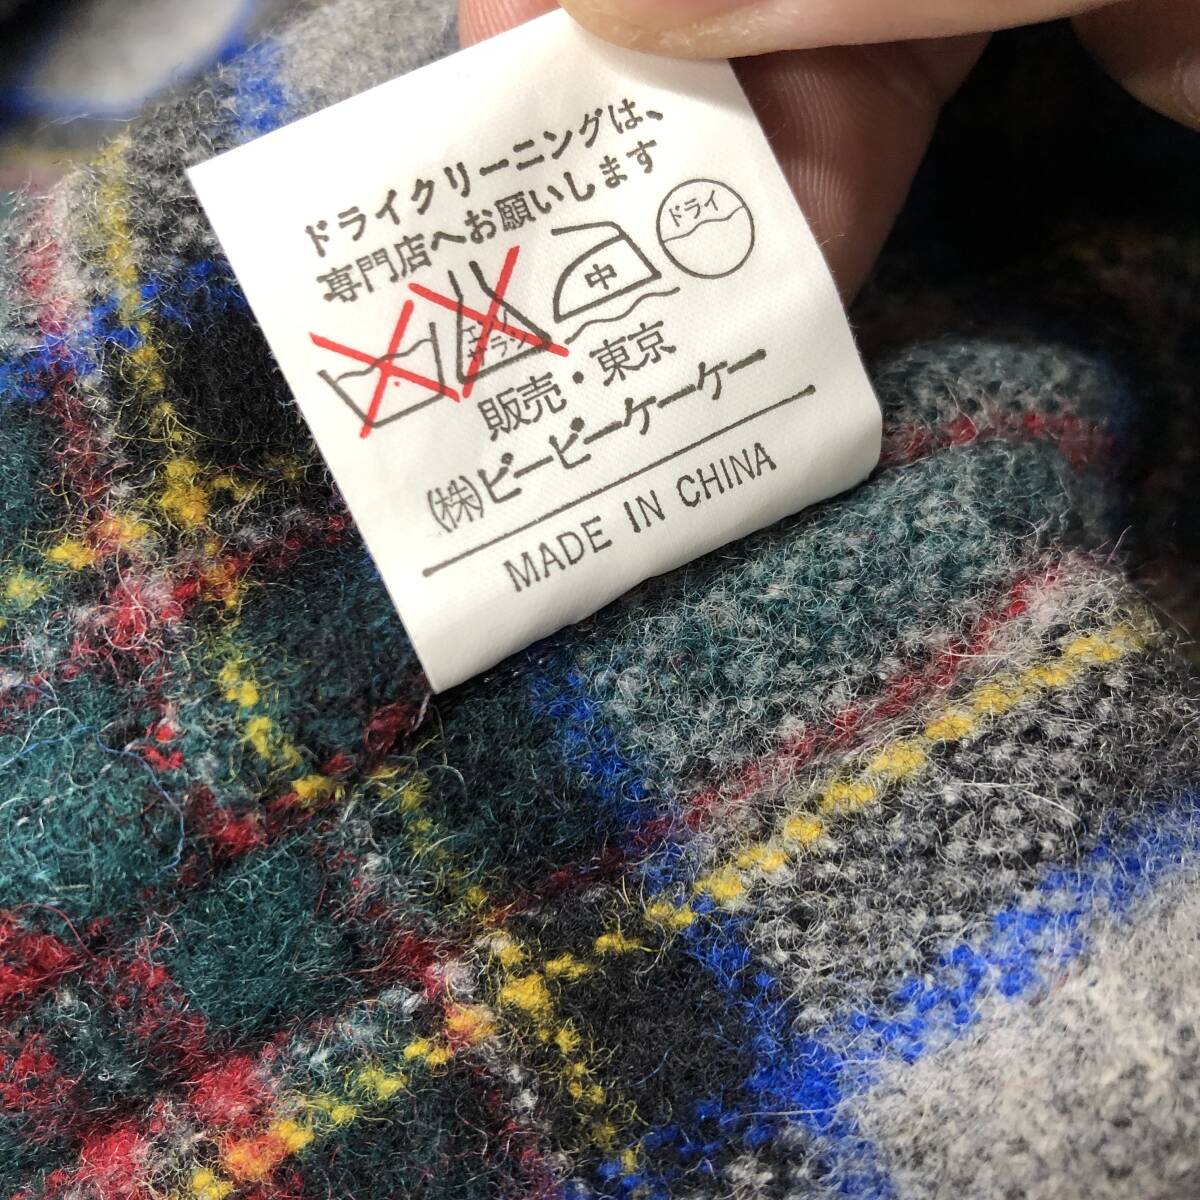 ドライクリーニングは、
専門店へお願いします
エンソ
サラシ
中
ドライ
販売・東京
(株)ピーピーケーケー
MADE IN CHINA